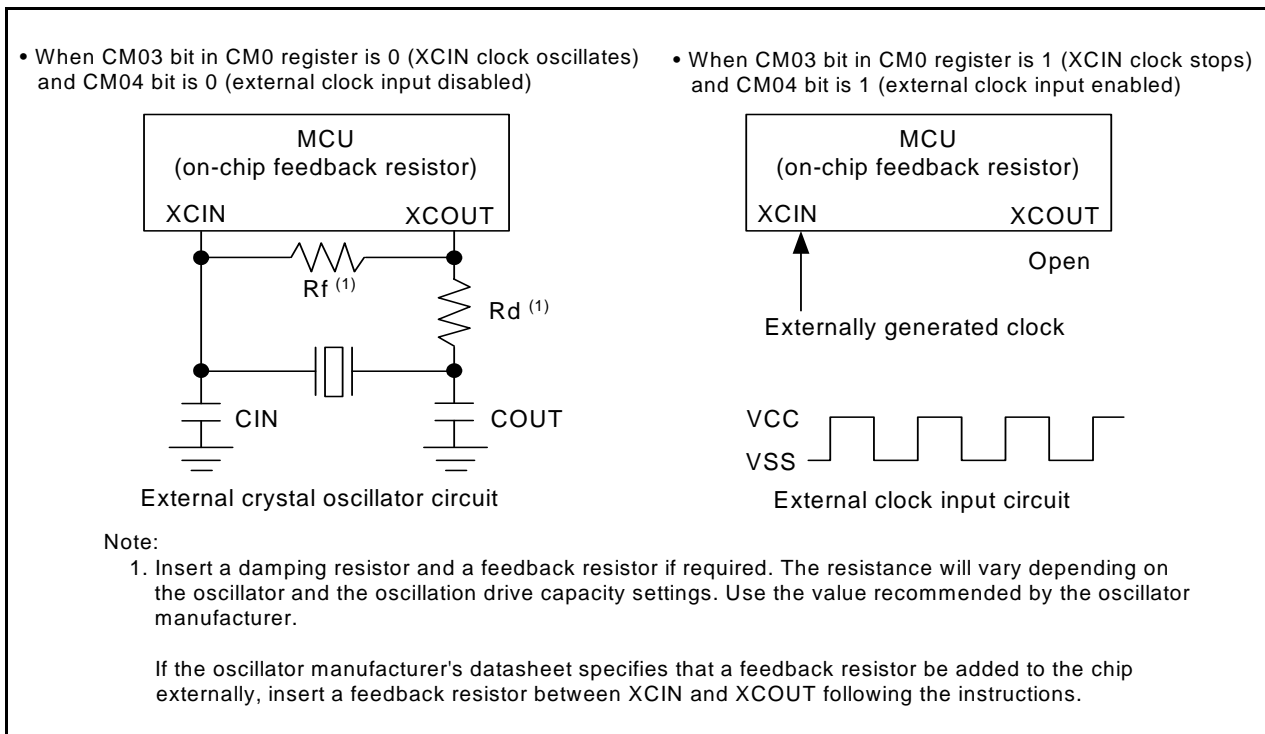 • When CM03 bit in CM0 register is 0 (XCIN clock oscillates)
and CM04 bit is 0 (external clock input disabled)
MCU
(on-chip feedback resistor)
XCIN XCOUT
Rf (1)
Rd (1)
CIN COUT
External crystal oscillator circuit
• When CM03 bit in CM0 register is 1 (XCIN clock stops)
and CM04 bit is 1 (external clock input enabled)
MCU
(on-chip feedback resistor)
XCIN XCOUT
Open
Externally generated clock
VCC
VSS
External clock input circuit
Note:
1. Insert a damping resistor and a feedback resistor if required. The resistance will vary depending on
the oscillator and the oscillation drive capacity settings. Use the value recommended by the oscillator
manufacturer.
If the oscillator manufacturer's datasheet specifies that a feedback resistor be added to the chip
externally, insert a feedback resistor between XCIN and XCOUT following the instructions.